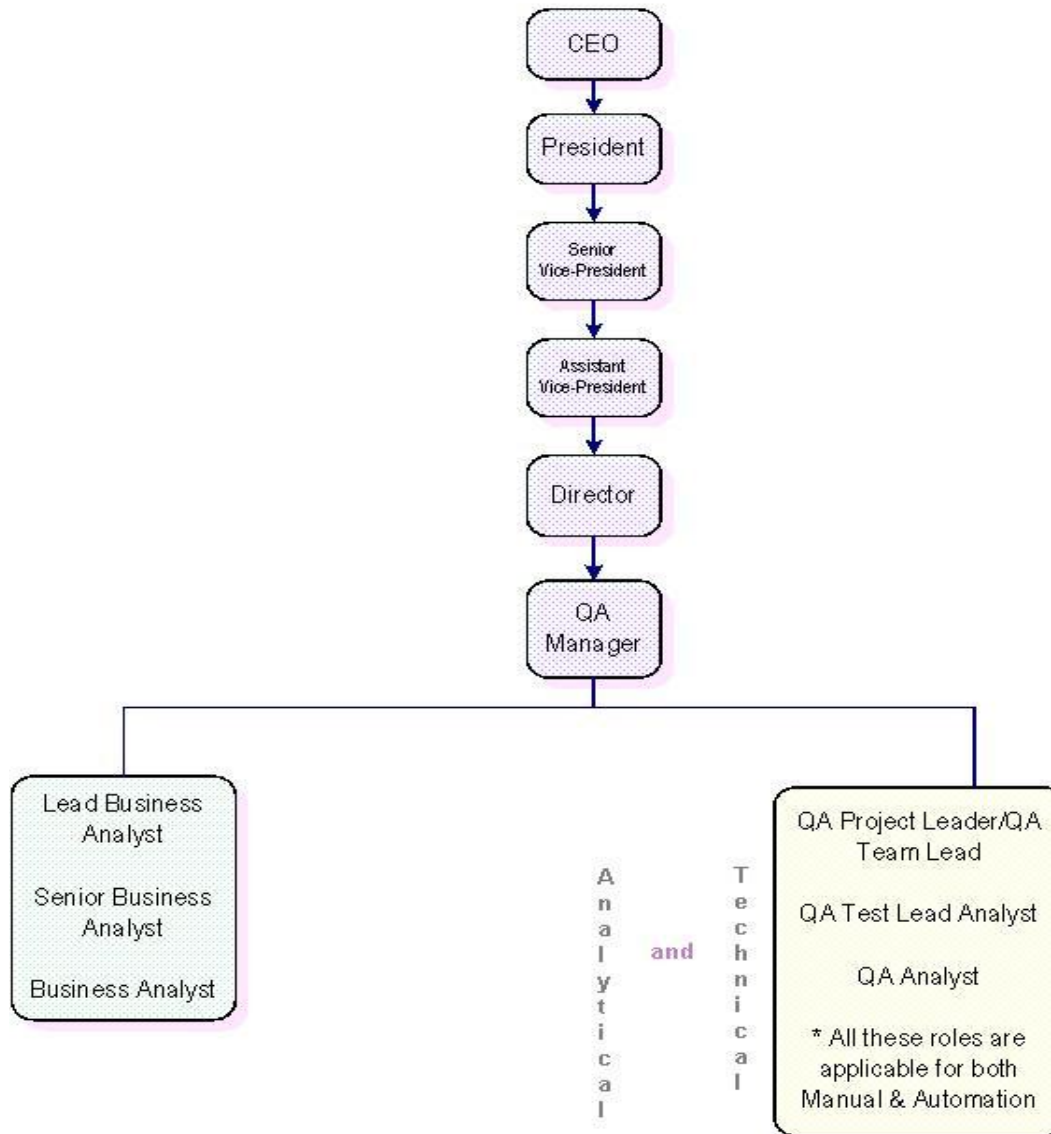 CEO
President
Senior
Vice-President
Assistant
Vice-President
Director
QA
Manager
Lead Business
Analyst
Senior Business
Analyst
Business Analyst
Analytical
and
Technical
QA Project Leader/QA
Team Lead
QA Test Lead Analyst
QA Analyst
* All these roles are
applicable for both
Manual & Automation